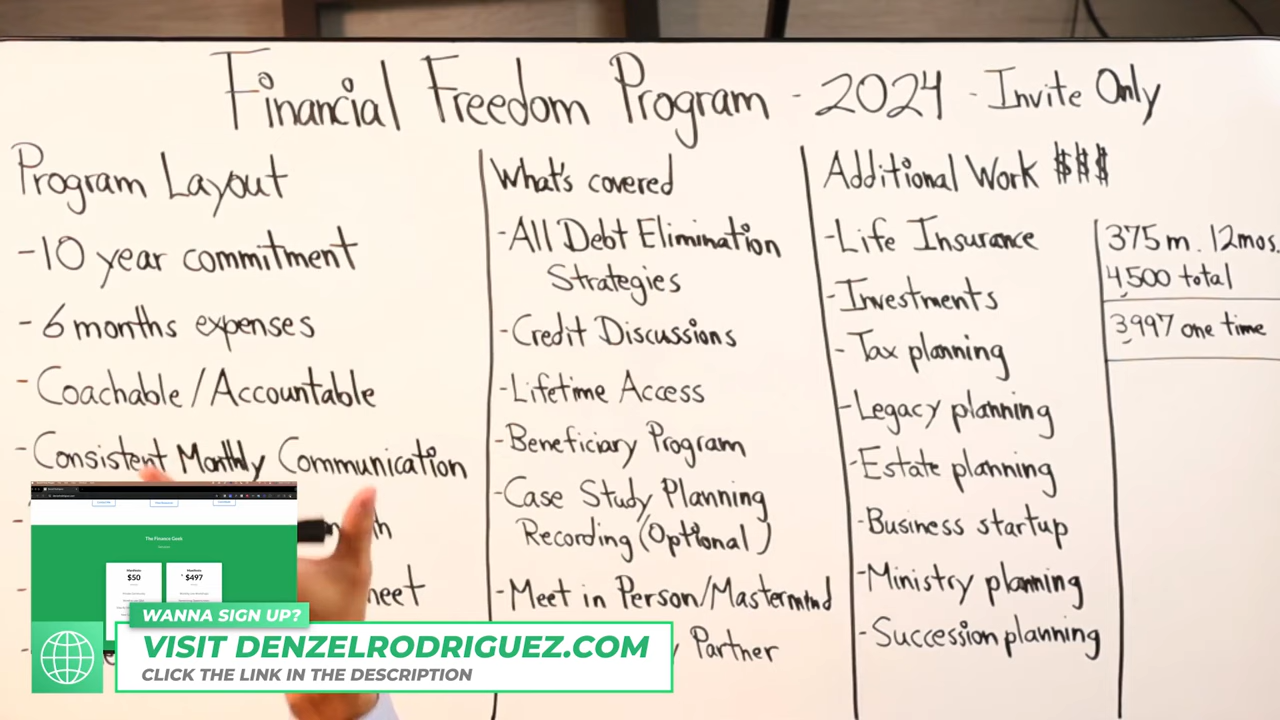 Financial Freedom Program - 2024 - Invite Only
Program Layout
- 10 year commitment
- 6 months expenses
- Coachable / Accountable
- Consistent Monthly Communication
What's covered
- All Debt Elimination
Strategies
- Credit Discussions
- Lifetime Access
- Beneficiary Program
- Case Study Planning
Recording (Optional)
- Meet in Person/Mastermind
Partner
Additional Work $$$
- Life Insurance
- Investments
- Tax planning
- Legacy planning
- Estate planning
- Business startup
- Ministry planning
- Succession planning
375 m. 12mos.
4,500 total
3,997 one time
The Finance Geek
$50
$497
WANNA SIGN UP?
VISIT DENZELRODRIGUEZ.COM
CLICK THE LINK IN THE DESCRIPTION